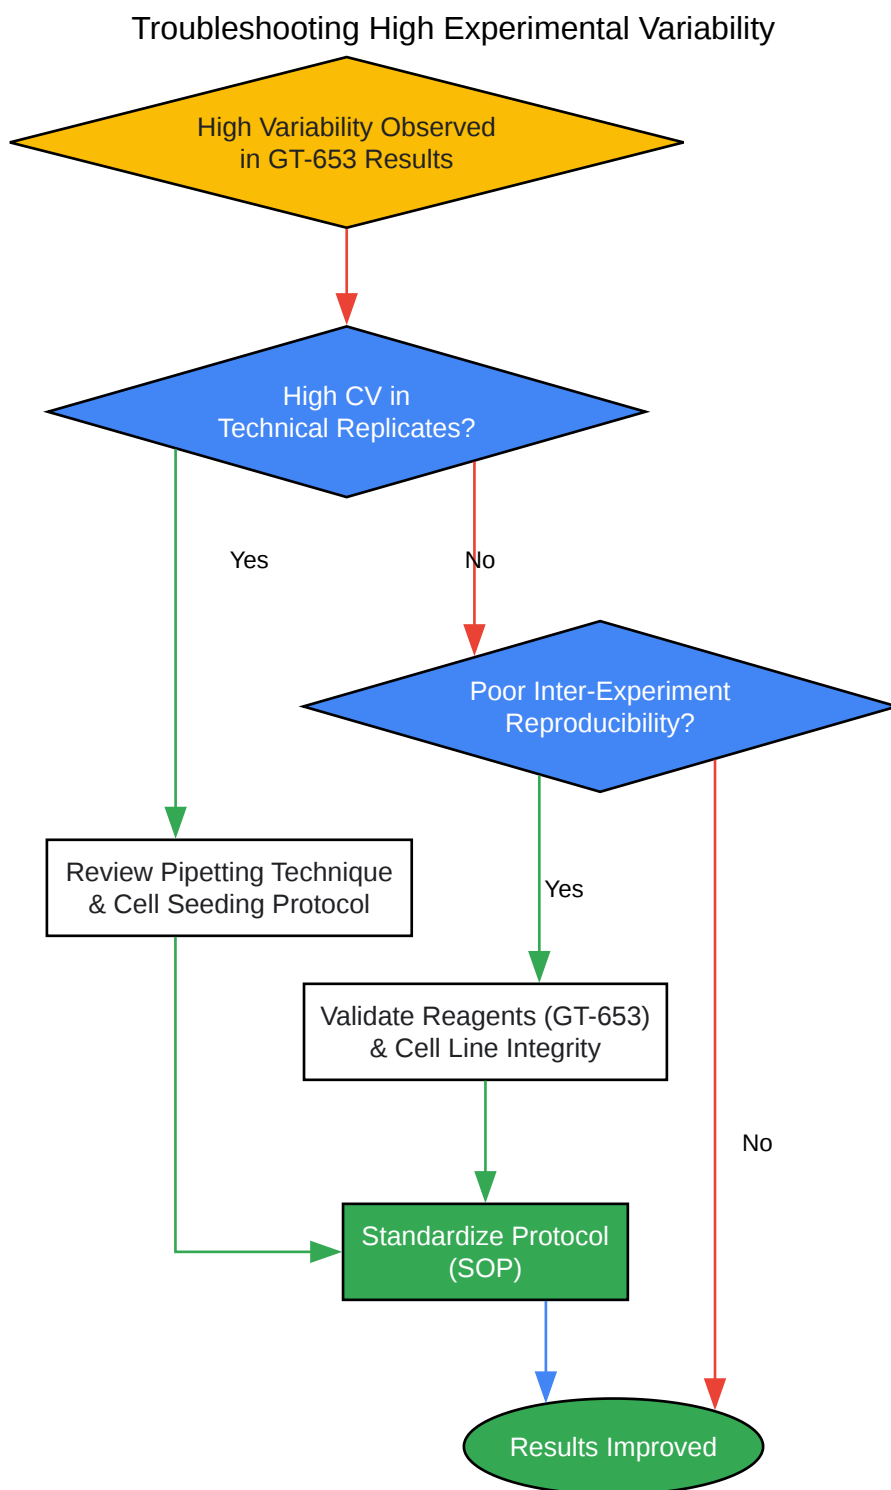 Troubleshooting High Experimental Variability
High Variability Observed
in GT-653 Results
High CV in
Technical Replicates?
Yes
No
Poor Inter-Experiment
Reproducibility?
Review Pipetting Technique
& Cell Seeding Protocol
Yes
Validate Reagents (GT-653)
& Cell Line Integrity
No
Standardize Protocol
(SOP)
Results Improved